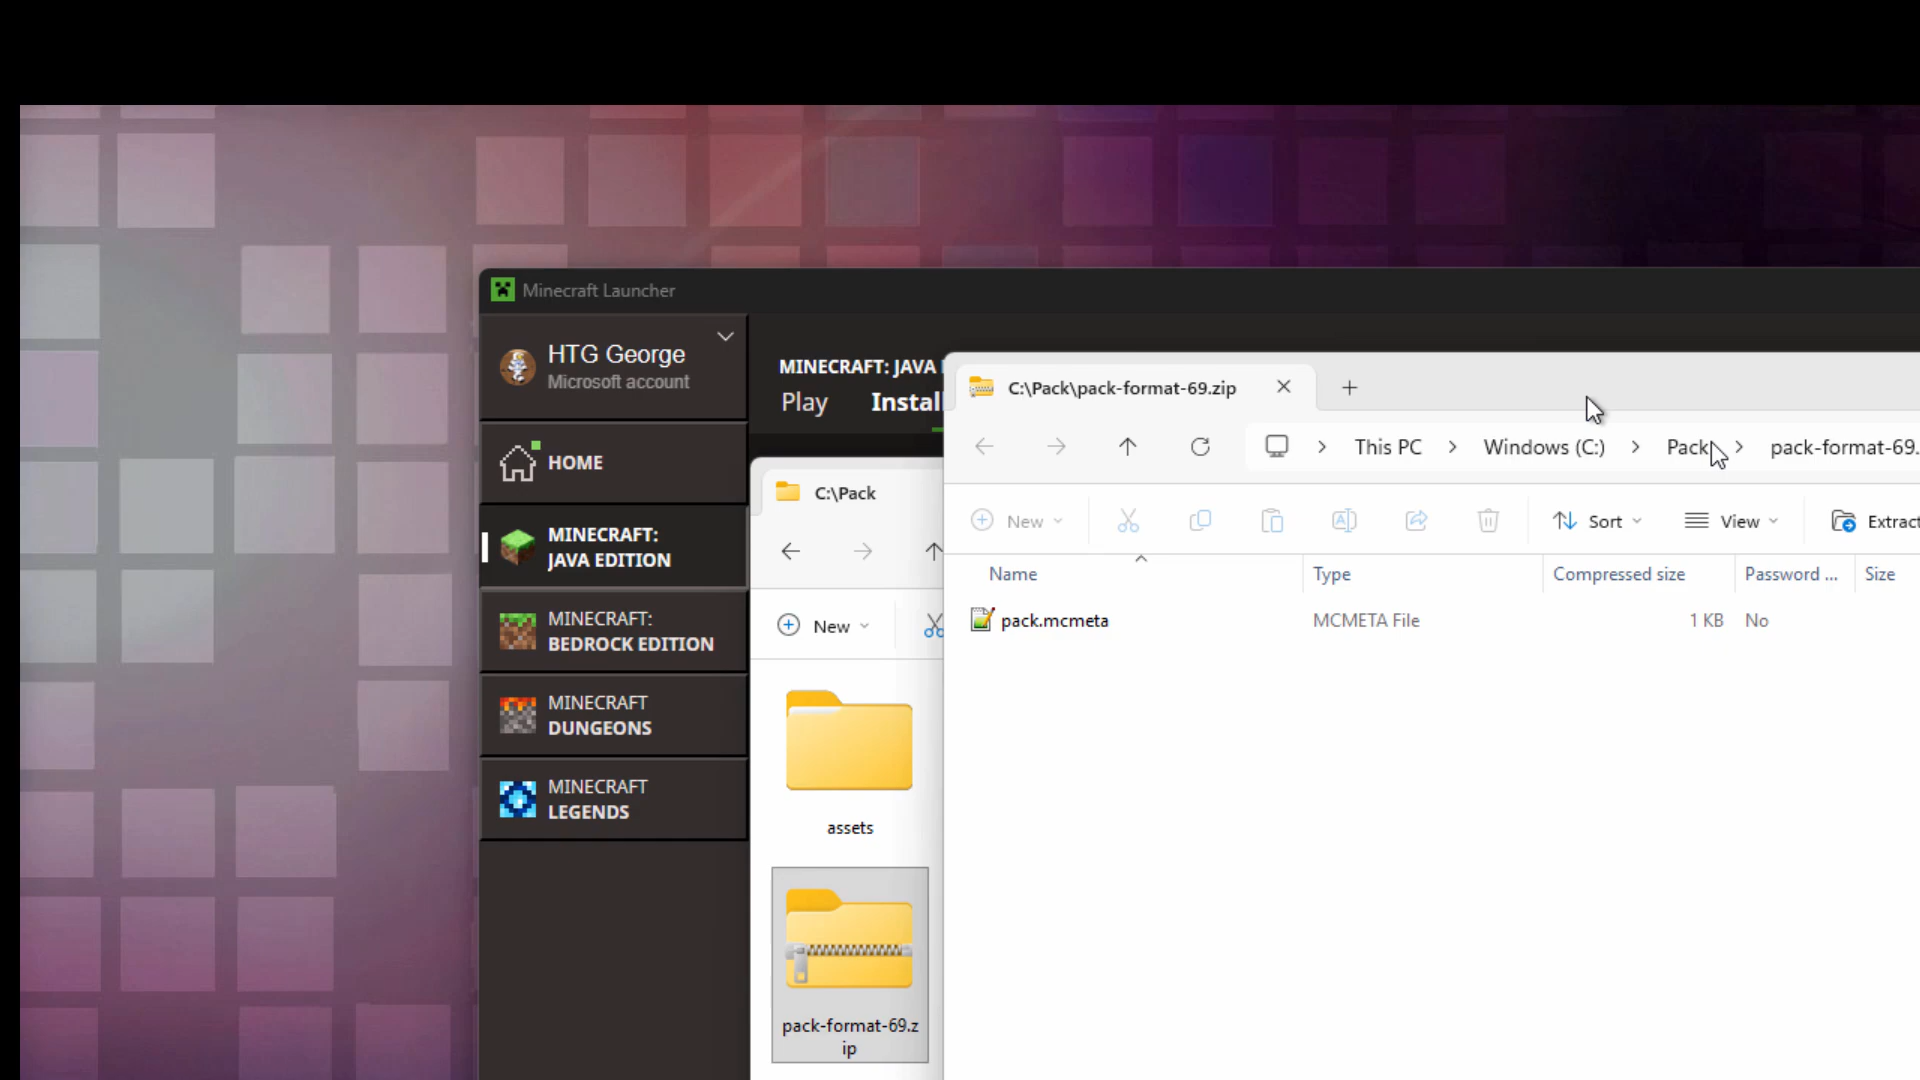 Minecraft Launcher
HTG George
Microsoft account
HOME
MINECRAFT:
JAVA EDITION
MINECRAFT:
BEDROCK EDITION
MINECRAFT
DUNGEONS
MINECRAFT
LEGENDS
MINECRAFT: JAVA
Play Install
C:\Pack
New
assets
pack-format-69.z
ip
C:\Pack\pack-format-69.zip
This PC > Windows (C:) > Pack > pack-format-69.
New Sort View Extract
Name Type Compressed size Password ... Size
pack.mcmeta MCMETA File 1 KB No